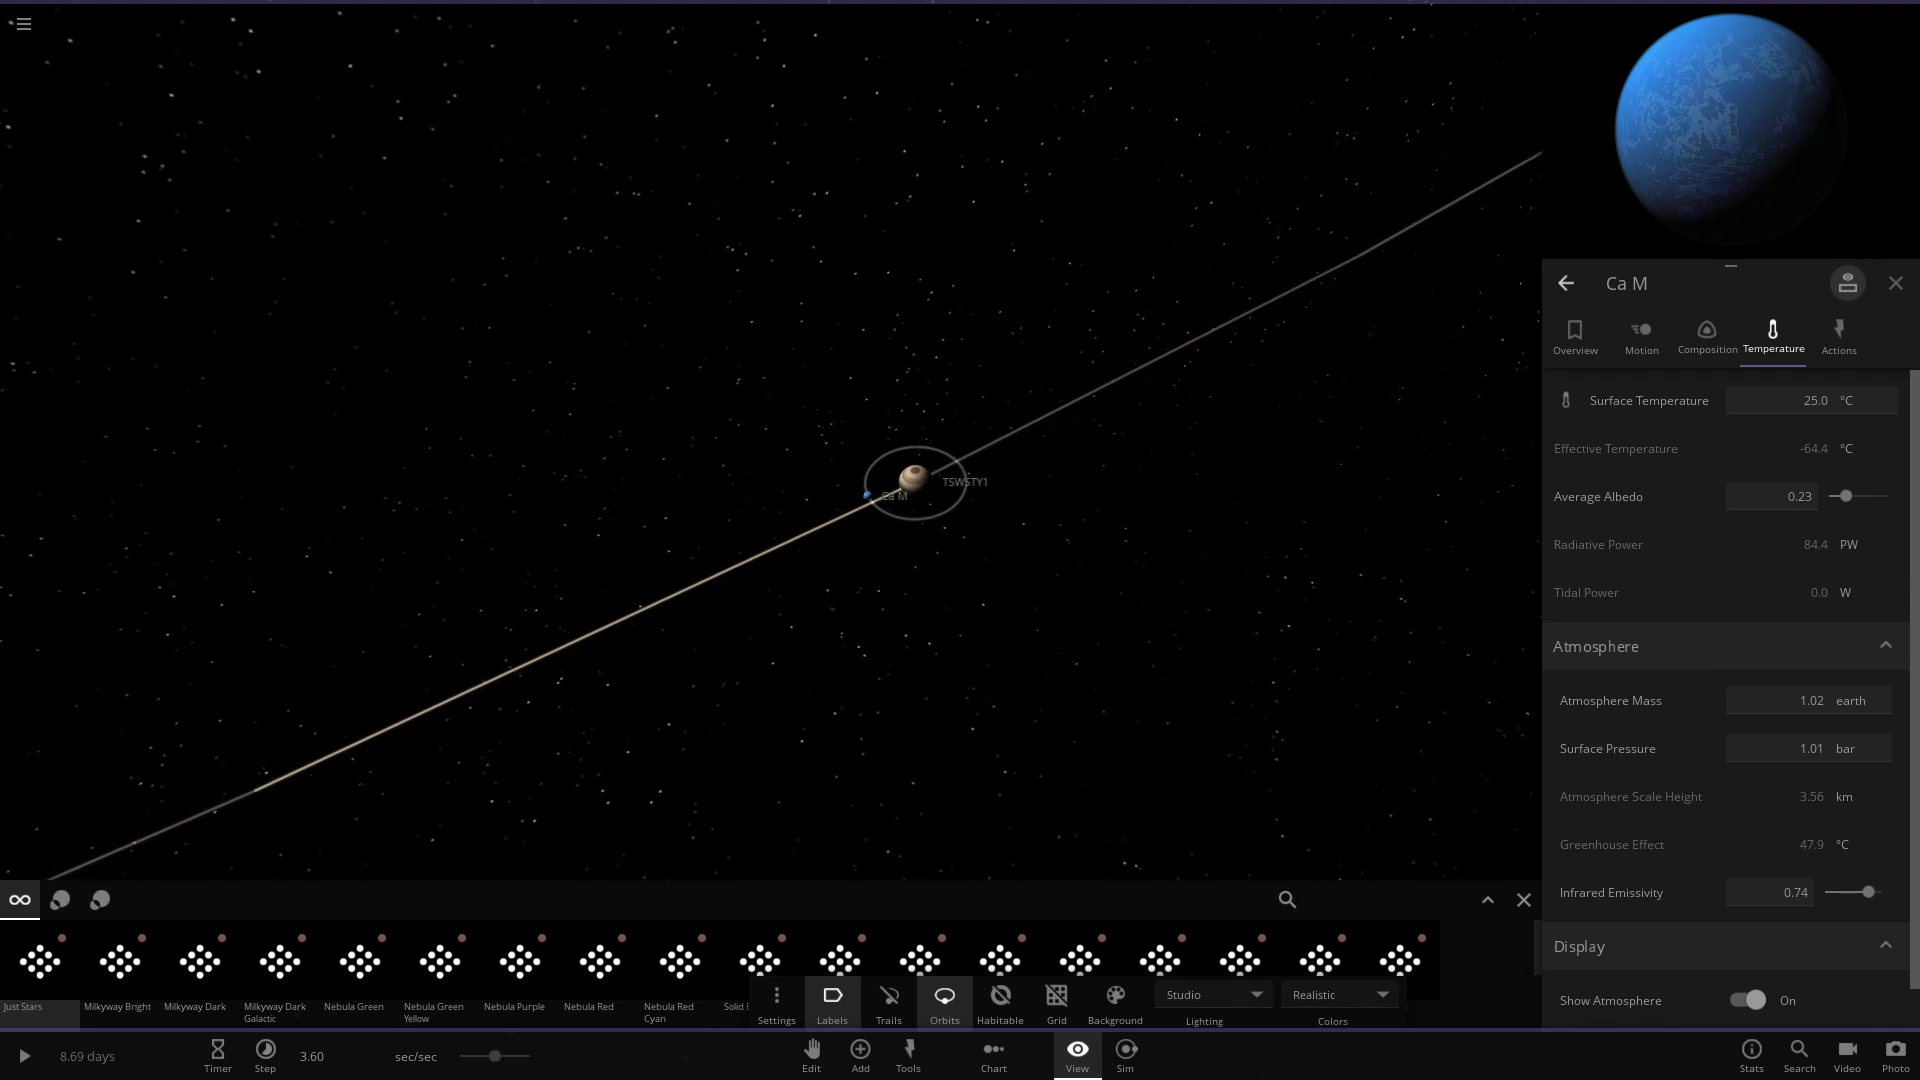 Ca M
Overview
Motion
Composition
Temperature
Actions
Surface Temperature 25.0 °C
Effective Temperature -64.4 °C
Average Albedo 0.23
Radiative Power 84.4 PW
Tidal Power 0.0 W
Atmosphere
Atmosphere Mass 1.02 earth
Surface Pressure 1.01 bar
Atmosphere Scale Height 3.56 km
Greenhouse Effect 47.9 °C
Infrared Emissivity 0.74
Display
Show Atmosphere On
TSWSTY1
Ca M
Just Stars
Milkyway Bright
Milkyway Dark
Milkyway Dark
Galactic
Nebula Green
Nebula Green
Yellow
Nebula Purple
Nebula Red
Nebula Red
Cyan
Solid
Settings
Labels
Trails
Orbits
Habitable
Grid
Background
Studio
Lighting
Realistic
Colors
8.69 days
Timer
Step
3.60 sec/sec
Edit
Add
Tools
Chart
View
Sim
Stats
Search
Video
Photo